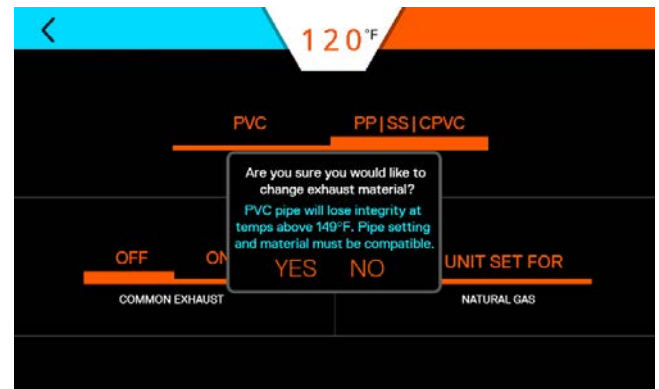 120°F
PVC
PP|SS|CPVC
Are you sure you would like to
change exhaust material?
PVC pipe will lose integrity at
temps above 149°F. Pipe setting
and material must be compatible.
YES
NO
OFF
ON
UNIT SET FOR
COMMON EXHAUST
NATURAL GAS